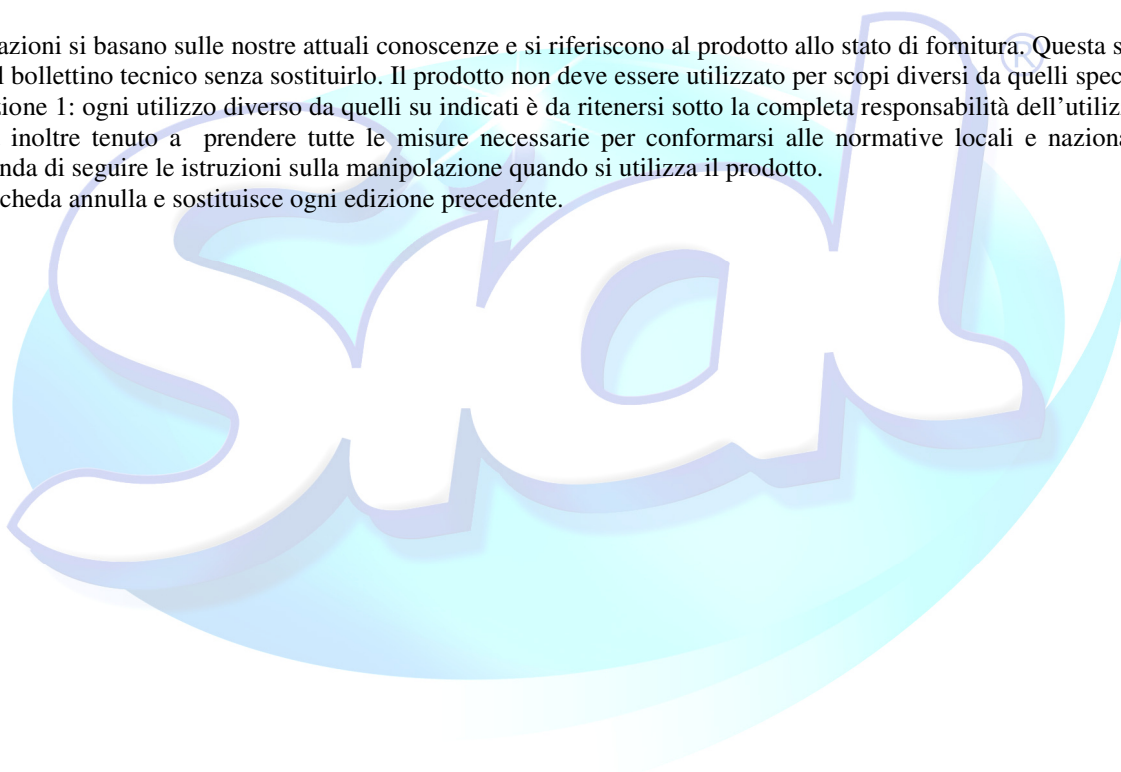 azioni si basano sulle nostre attuali conoscenze e si riferiscono al prodotto allo stato di fornitura. Questa s
l bollettino tecnico senza sostituirlo. Il prodotto non deve essere utilizzato per scopi diversi da quelli spec
zione 1: ogni utilizzo diverso da quelli su indicati è da ritenersi sotto la completa responsabilità dell'utiliz
inoltre tenuto a prendere tutte le misure necessarie per conformarsi alle normative locali e naziona
nda di seguire le istruzioni sulla manipolazione quando si utilizza il prodotto.
cheda annulla e sostituisce ogni edizione precedente.
Sial®